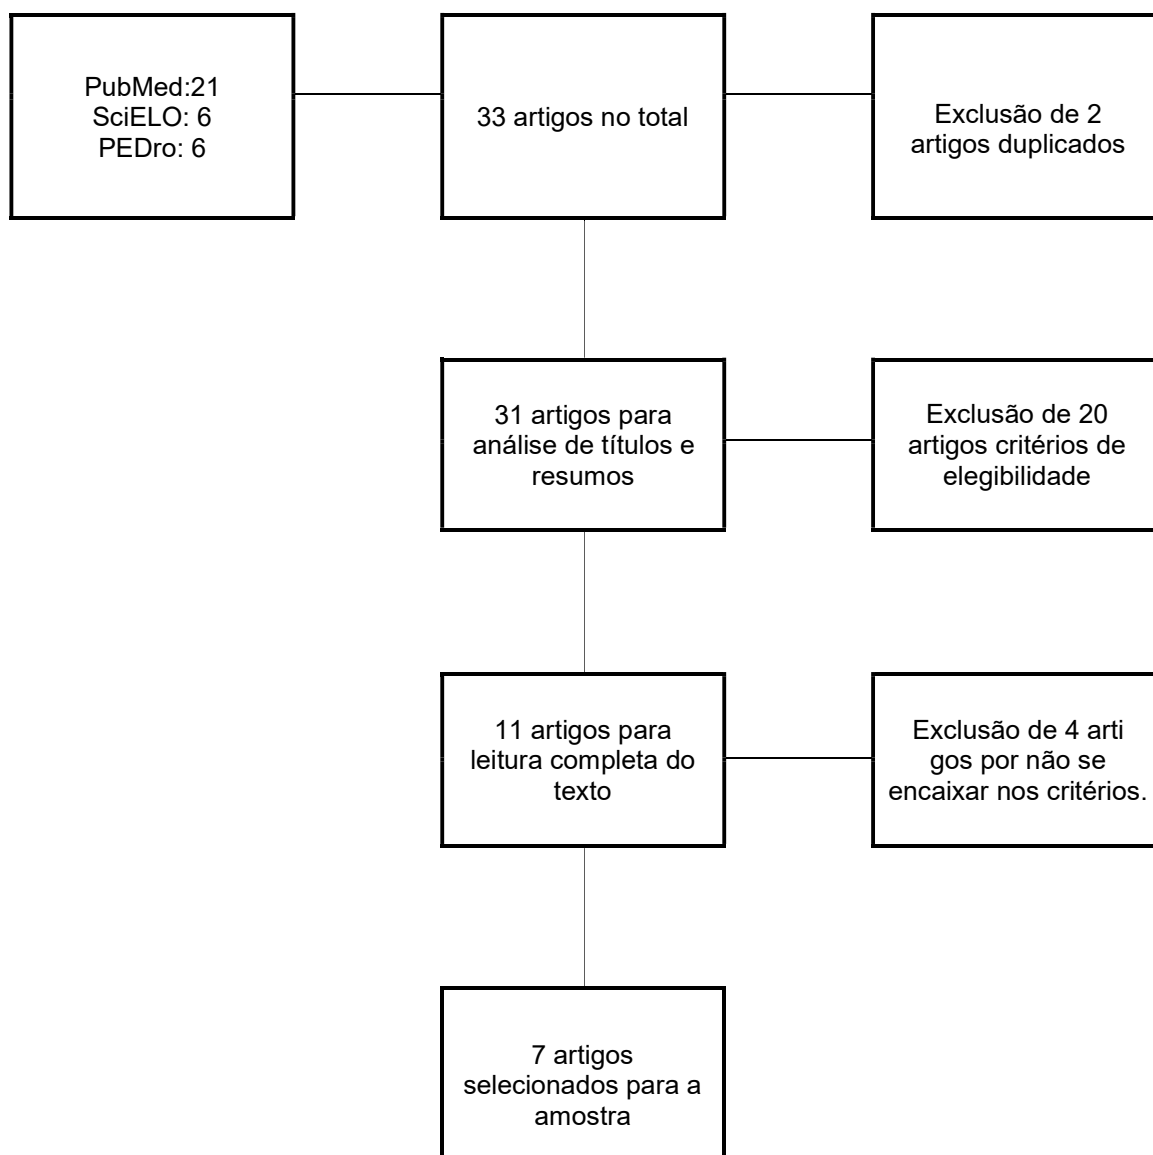 PubMed:21
SciELO: 6
PEDro: 6
33 artigos no total
Exclusão de 2
artigos duplicados
31 artigos para
análise de títulos e
resumos
Exclusão de 20
artigos critérios de
elegibilidade
11 artigos para
leitura completa do
texto
Exclusão de 4 arti
gos por não se
encaixar nos critérios.
7 artigos
selecionados para a
amostra